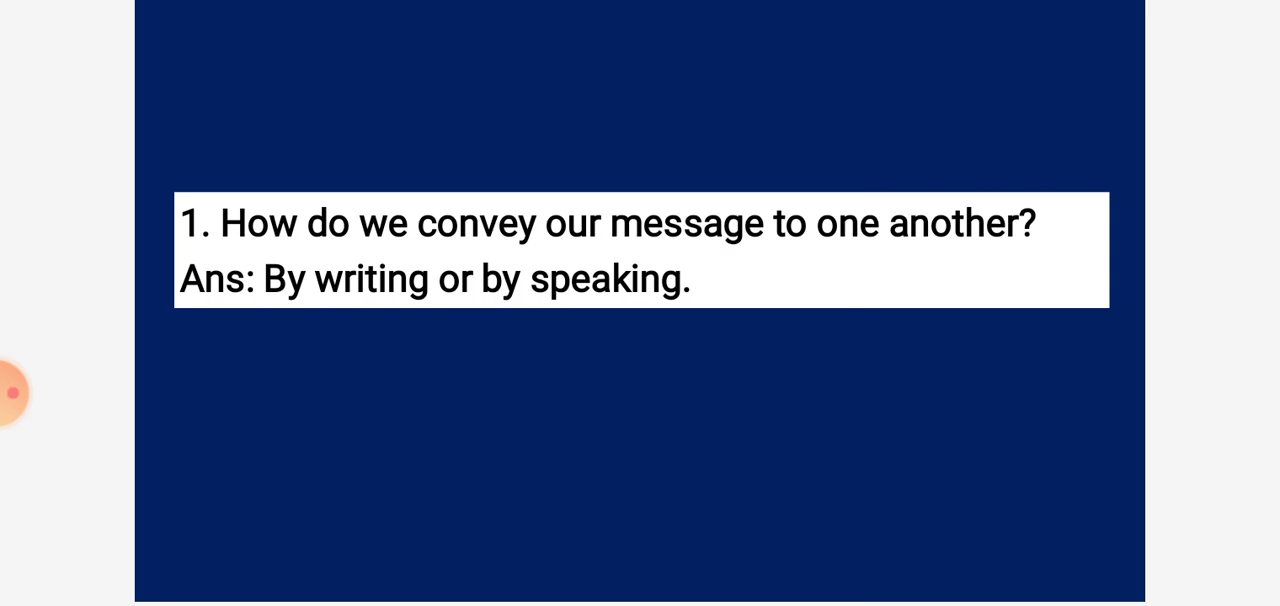 1. How do we convey our message to one another?
Ans: By writing or by speaking.